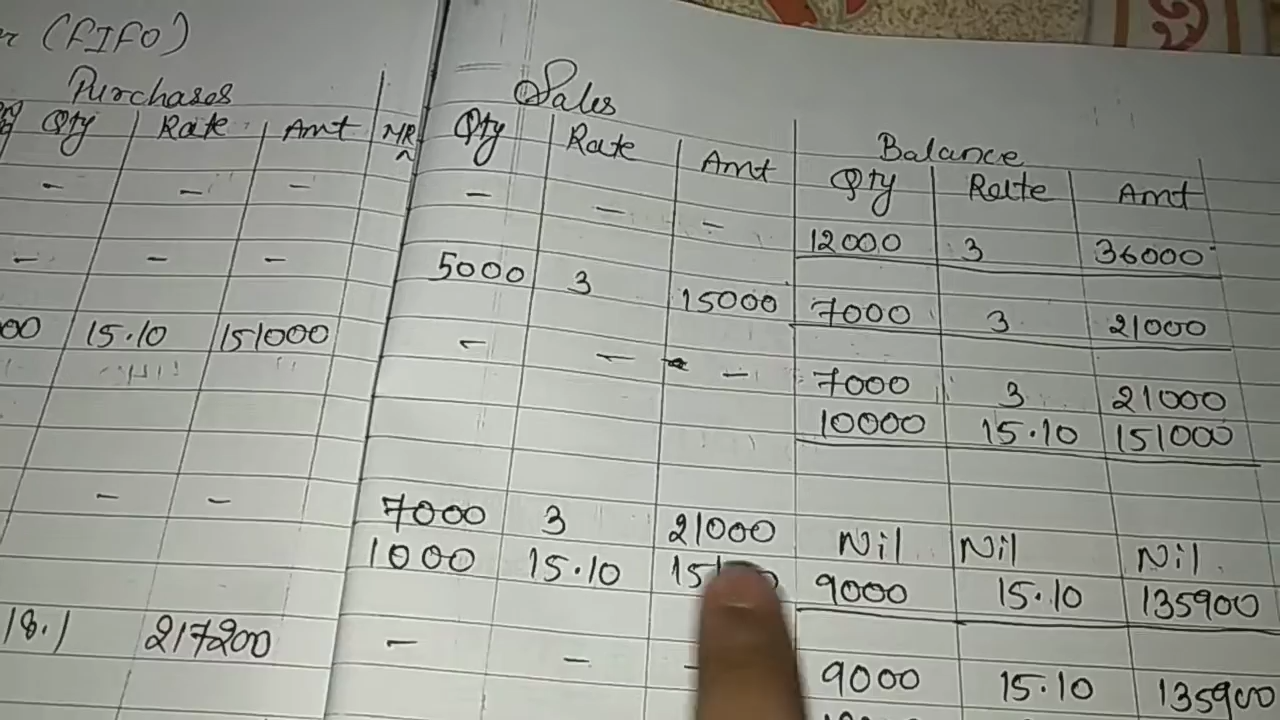 (FIFO)
Purchases Sales Balance
Qty Rate Amt Qty Rate Amt Qty Rate Amt
- - - - - - 12000 3 36000
- - - 5000 3 15000 7000 3 21000
00 15.10 151000 - - - 7000 3 21000
10000 15.10 151000
- - 7000 3 21000 Nil Nil Nil
1000 15.10 9000 15.10 135900
18.1 217200 - - - 9000 15.10 135900